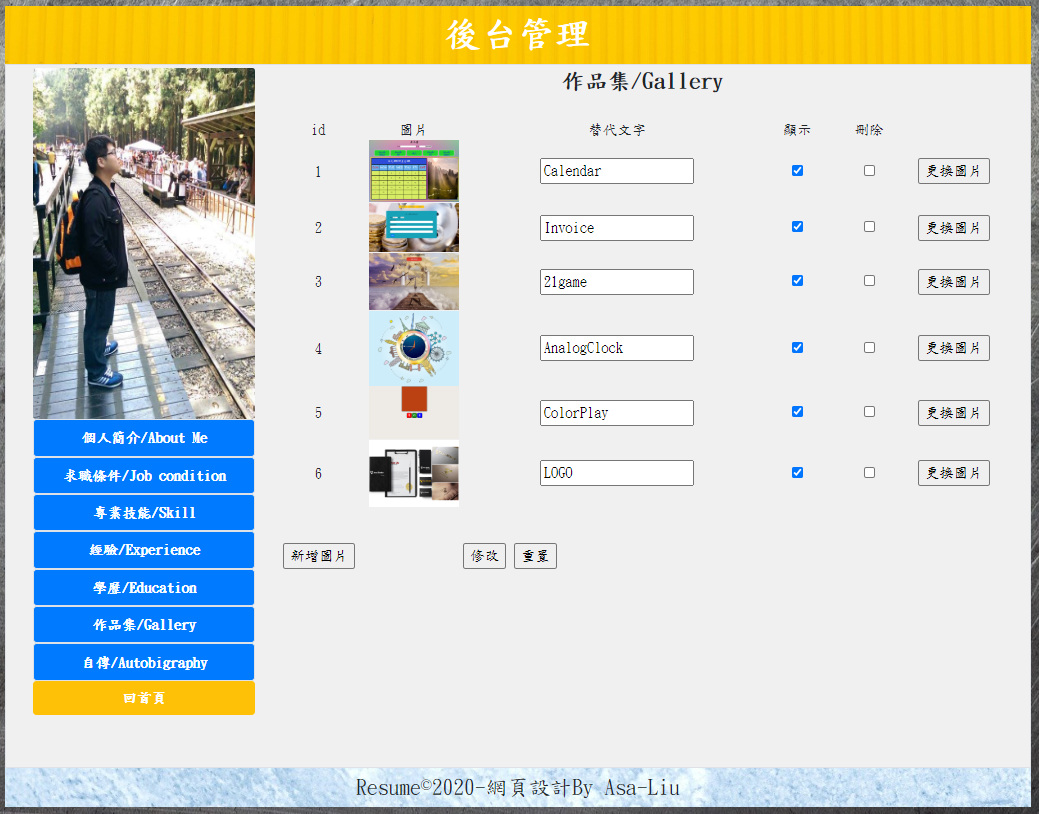 後台管理
作品集/Gallery
id 圖片 替代文字 顯示 刪除
1 Calendar 更換圖片
2 Invoice 更換圖片
3 21game 更換圖片
4 AnalogClock 更換圖片
5 ColorPlay 更換圖片
6 LOGO 更換圖片
新增圖片 修改 重置
個人簡介/About Me
求職條件/Job condition
專業技能/Skill
經驗/Experience
學歷/Education
作品集/Gallery
自傳/Autobigraphy
回首頁
Resume©2020-網頁設計By Asa-Liu